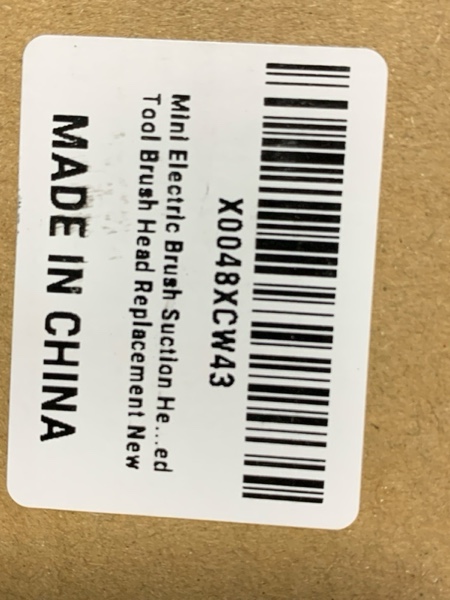 X0048XCW43
Mini Electric Brush Suction He...ed
Tool Brush Head Replacement New
MADE IN CHINA